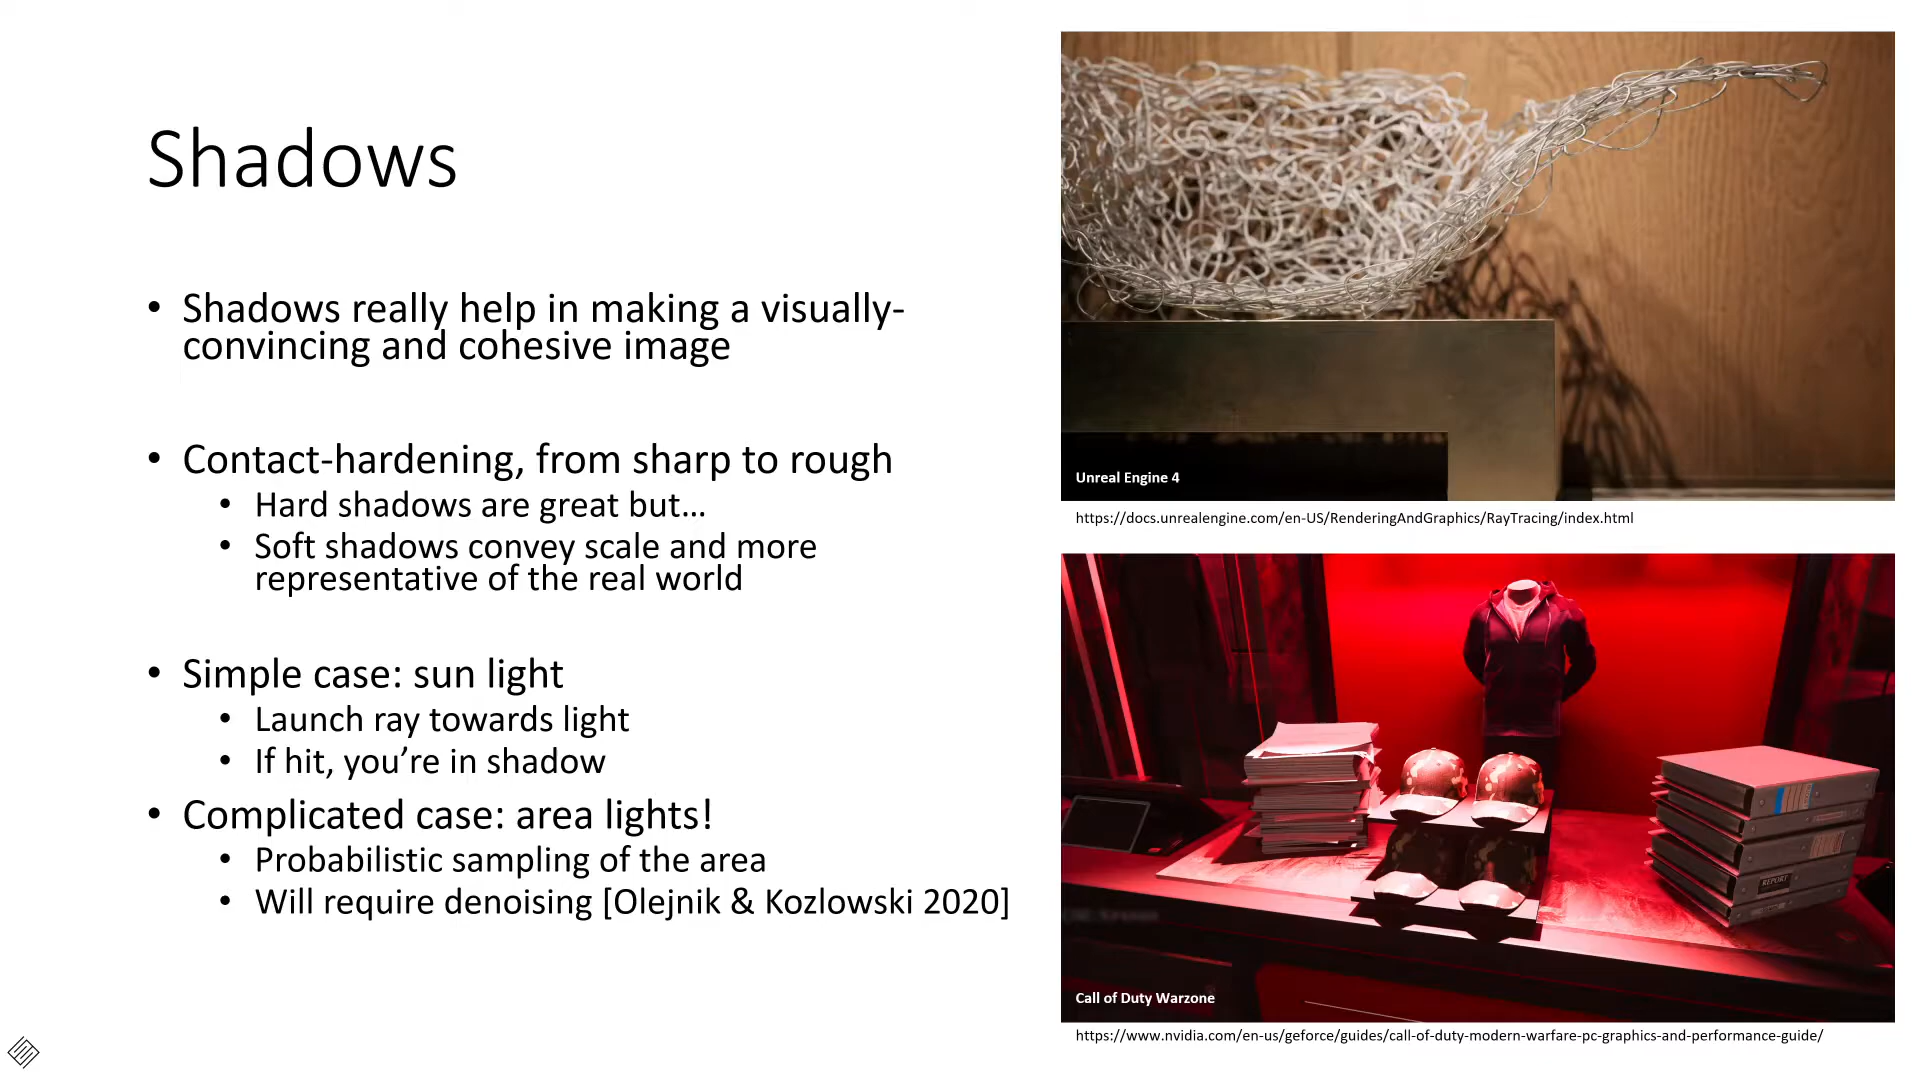 Shadows
• Shadows really help in making a visually-
convincing and cohesive image
• Contact-hardening, from sharp to rough
• Hard shadows are great but…
• Soft shadows convey scale and more
representative of the real world
• Simple case: sun light
• Launch ray towards light
• If hit, you’re in shadow
• Complicated case: area lights!
• Probabilistic sampling of the area
• Will require denoising [Olejnik & Kozlowski 2020]
Unreal Engine 4
https://docs.unrealengine.com/en-US/RenderingAndGraphics/RayTracing/index.html
REPORT
Call of Duty Warzone
https://www.nvidia.com/en-us/geforce/guides/call-of-duty-modern-warfare-pc-graphics-and-performance-guide/